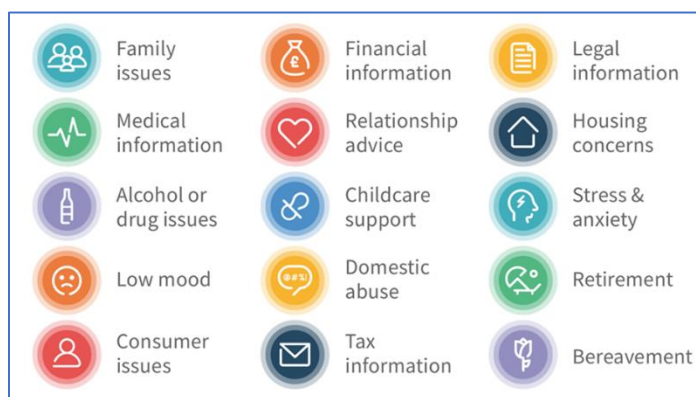 Family
issues
Financial
information
Legal
information
Medical
information
Relationship
advice
Housing
concerns
Alcohol or
drug issues
Childcare
support
Stress &
anxiety
Low mood
@#%!
Domestic
abuse
Retirement
Consumer
issues
Tax
information
Bereavement